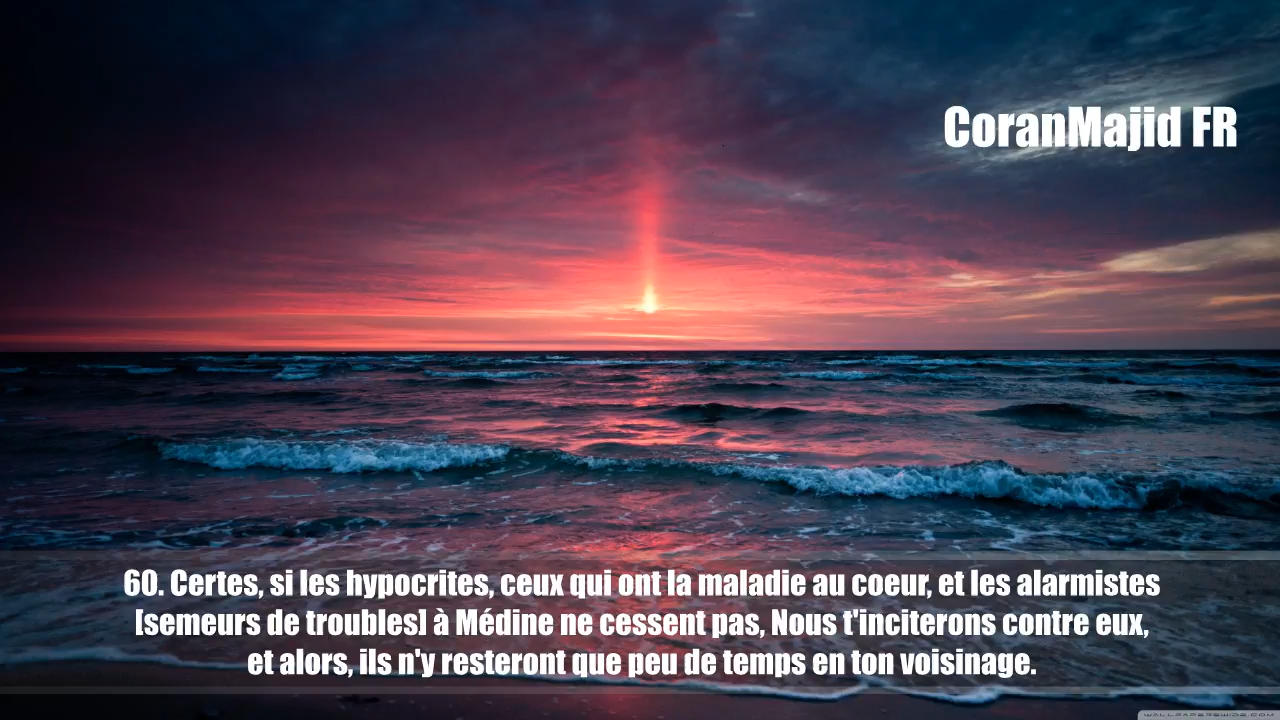 CoranMajid FR
60. Certes, si les hypocrites, ceux qui ont la maladie au coeur, et les alarmistes
[semeurs de troubles] à Médine ne cessent pas, Nous t'inciterons contre eux,
et alors, ils n'y resteront que peu de temps en ton voisinage.
WALLPAPERSWIDE.COM